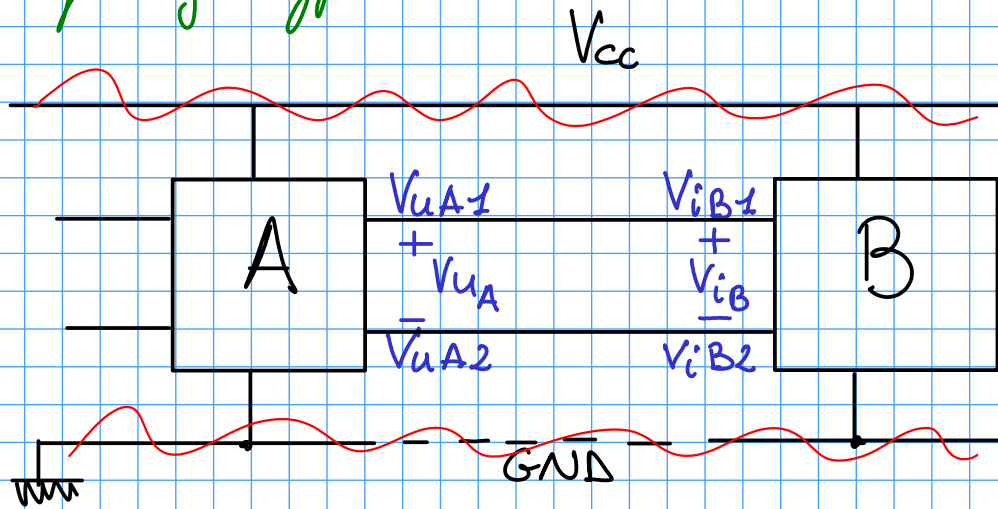 Vcc
VuA1 ViB1
+ +
A VuA ViB B
− −
VuA2 ViB2
GND